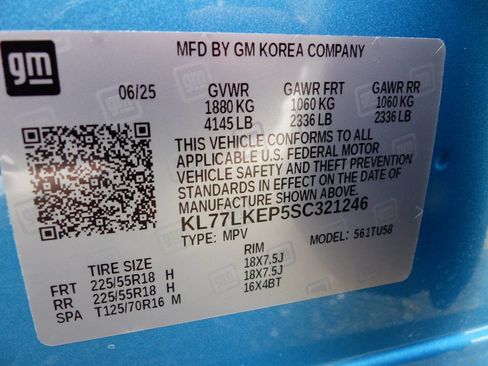 gm
MFD BY GM KOREA COMPANY
06/25 GVWR GAWR FRT GAWR RR
1880 KG 1060 KG 1060 KG
4145 LB 2336 LB 2336 LB
THIS VEHICLE CONFORMS TO ALL
APPLICABLE U.S. FEDERAL MOTOR
VEHICLE SAFETY AND THEFT PREVENTION
STANDARDS IN EFFECT ON THE DATE OF
MANUFACTURE SHOWN ABOVE.
KL77LKEP5SC321246
TYPE: MPV MODEL: 561TU58
TIRE SIZE RIM
FRT 225/55R18 H 18X7.5J
RR 225/55R18 H 18X7.5J
SPA T125/70R16 M 16X4BT